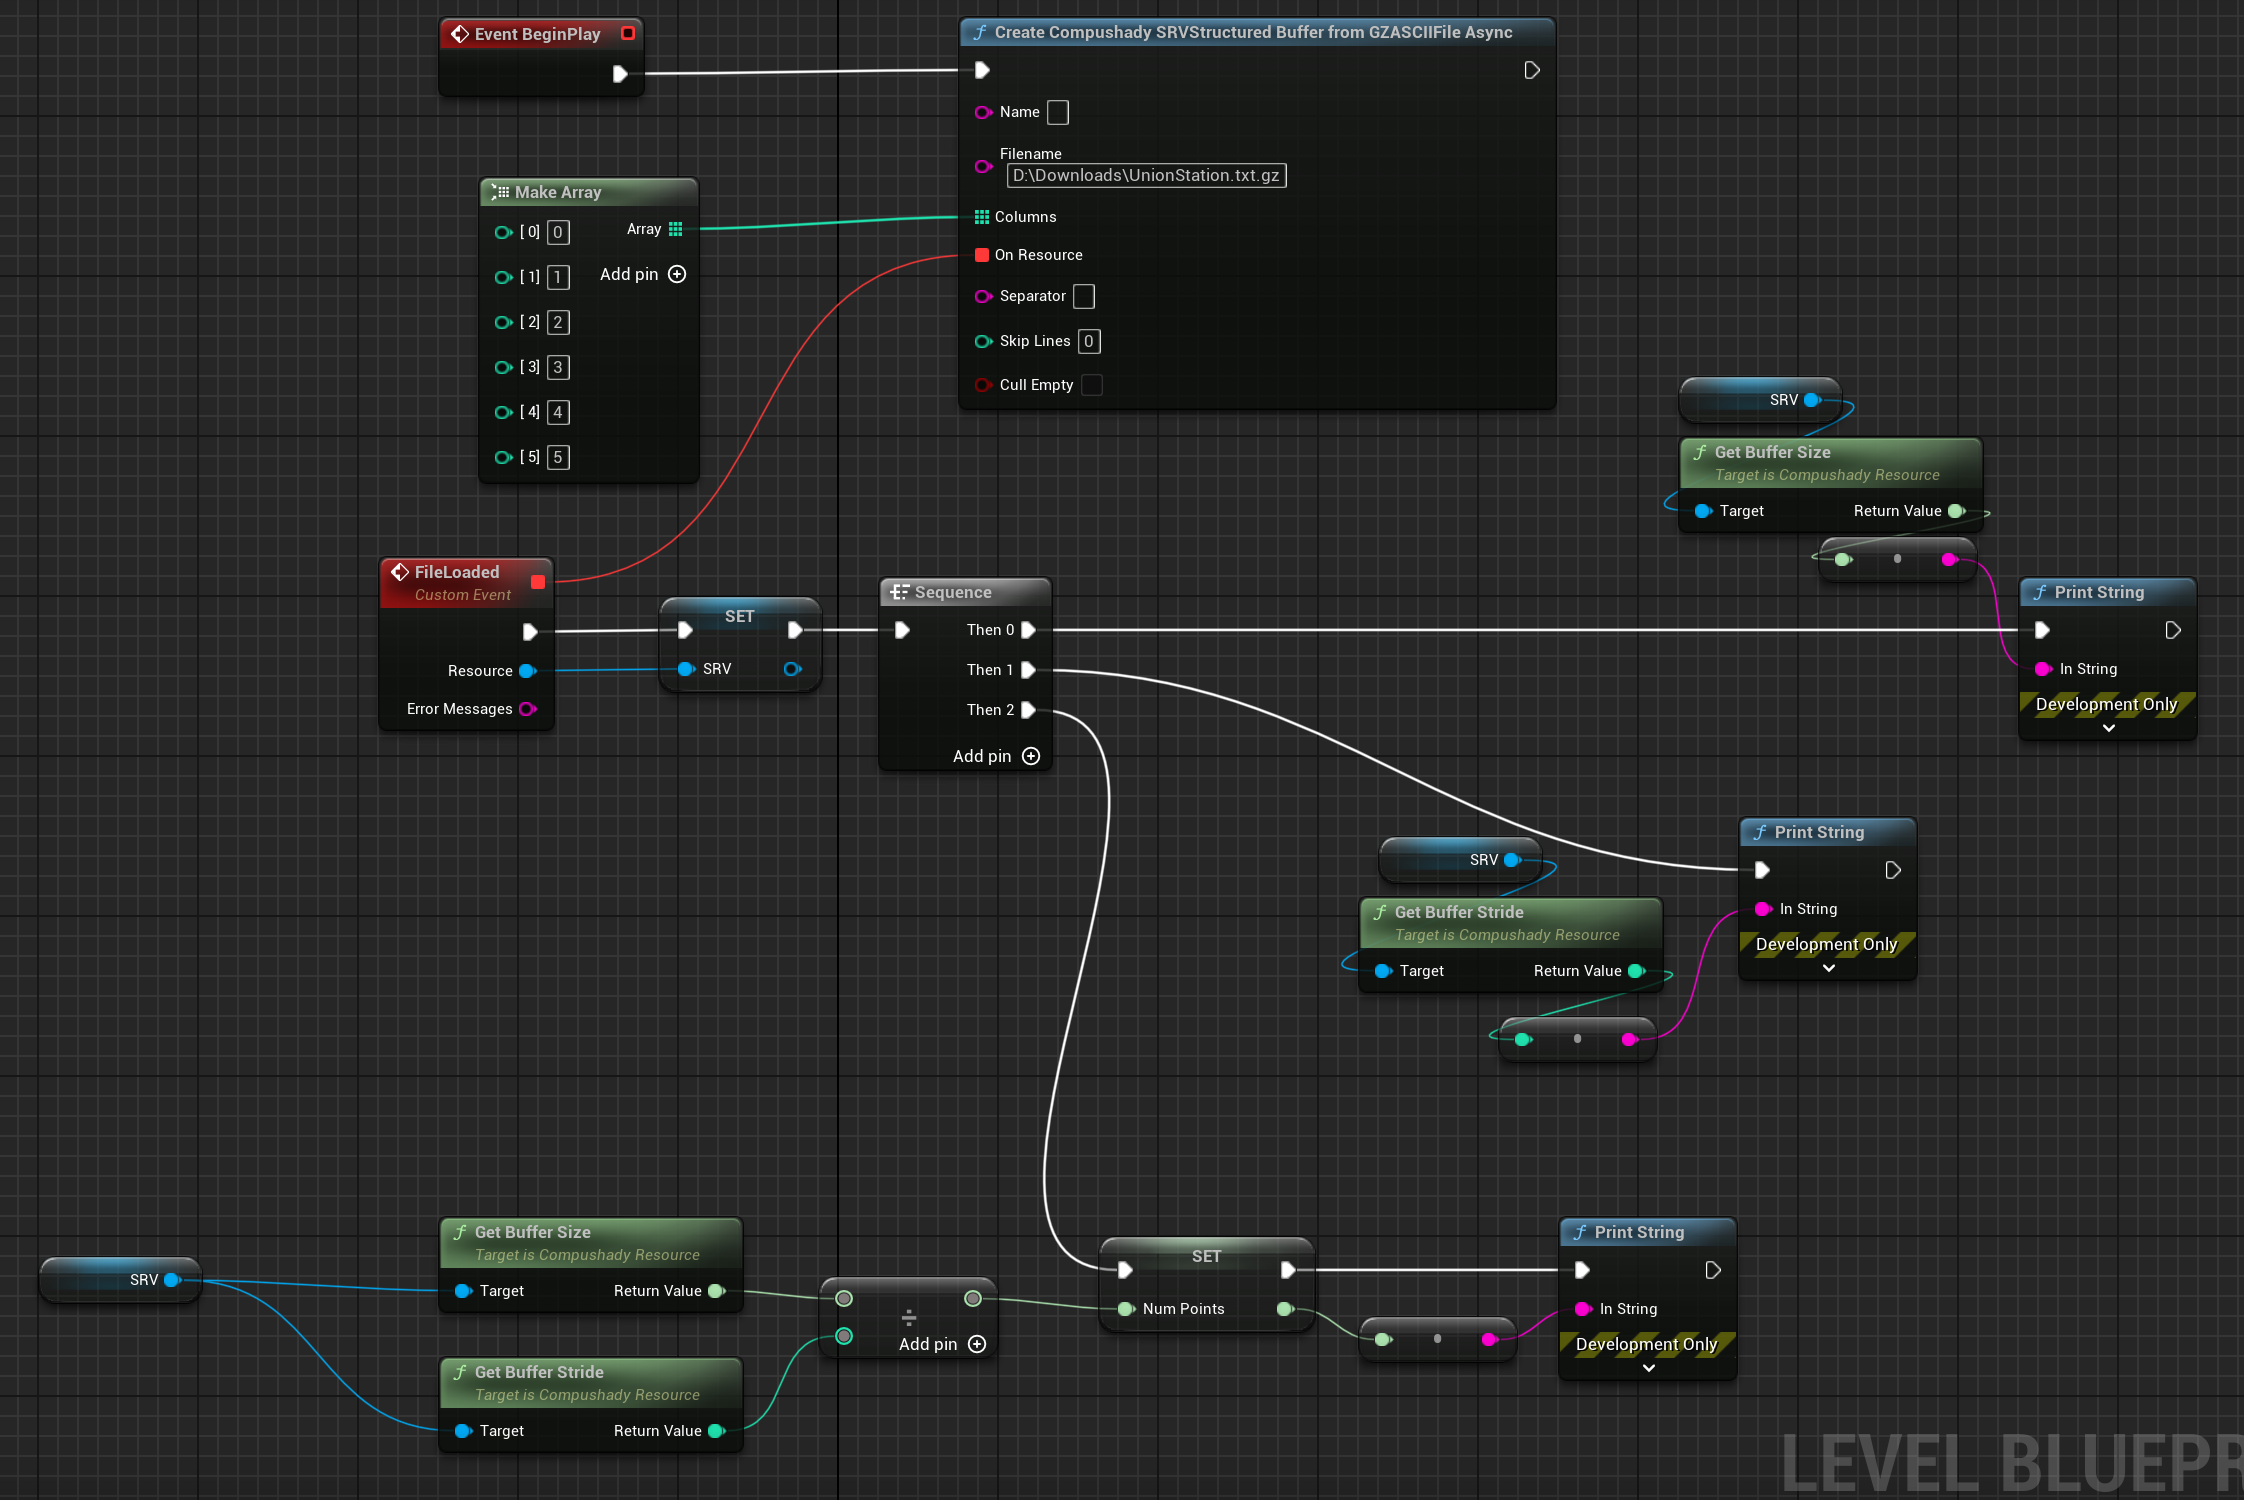 Event BeginPlay
Create Compushady SRVStructured Buffer from GZASCIIFile Async
Name
Filename
D:\Downloads\UnionStation.txt.gz
Columns
On Resource
Separator
Skip Lines 0
Cull Empty
Make Array
[0] 0 Array
[1] 1 Add pin
[2] 2
[3] 3
[4] 4
[5] 5
SRV
Get Buffer Size
Target is Compushady Resource
Target Return Value
Print String
In String
Development Only
FileLoaded
Custom Event
Resource
Error Messages
SET
SRV
Sequence
Then 0
Then 1
Then 2
Add pin
SRV
Get Buffer Stride
Target is Compushady Resource
Target Return Value
Print String
In String
Development Only
SRV
Get Buffer Size
Target is Compushady Resource
Target Return Value
Get Buffer Stride
Target is Compushady Resource
Target Return Value
÷
Add pin
SET
Num Points
Print String
In String
Development Only
LEVEL BLUEPR